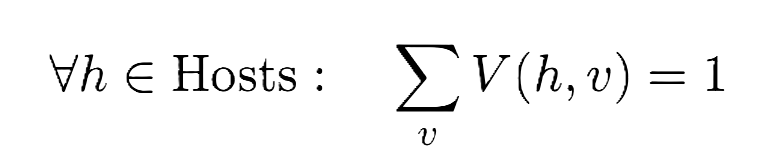 ∀h ∈ Hosts :   ∑_v V(h, v) = 1